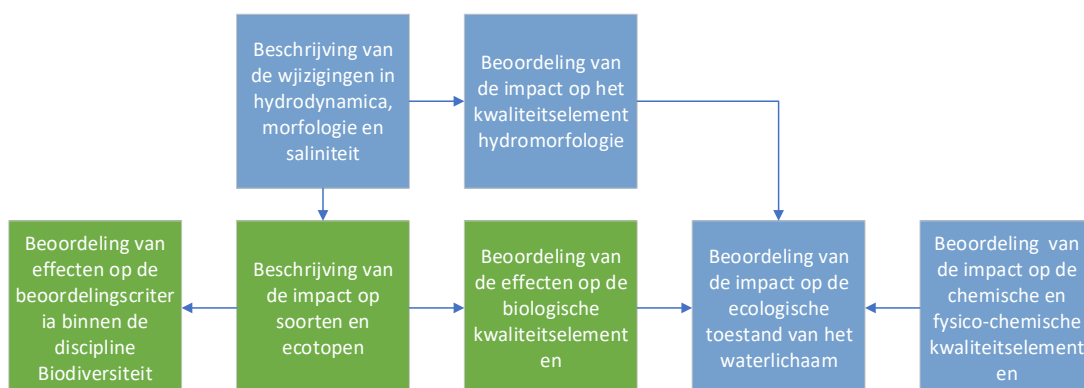 Beschrijving van
de wjizigingen in
hydrodynamica,
morfologie en
saliniteit
Beoordeling van
de impact op het
kwaliteitselement
hydromorfologie
Beoordeling van
effecten op de
beoordelingscriter
ia binnen de
discipline
Biodiversiteit
Beschrijving van
de impact op
soorten en
ecotopen
Beoordeling van
de effecten op de
biologische
kwaliteitselement
en
Beoordeling van
de impact op de
ecologische
toestand van het
waterlichaam
Beoordeling van
de impact op de
chemische en
fysico-chemische
kwaliteitselement
en